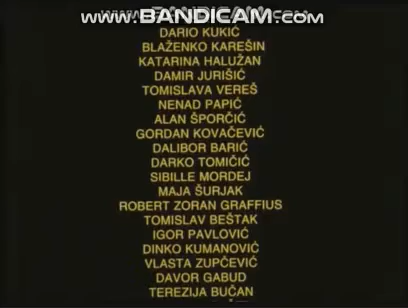 www.BANDICAM.com
DARIO KUKIĆ
BLAŽENKO KAREŠIN
KATARINA HALUŽAN
DAMIR JURIŠIĆ
TOMISLAVA VEREŠ
NENAD PAPIĆ
ALAN ŠPORČIĆ
GORDAN KOVAČEVIĆ
DALIBOR BARIĆ
DARKO TOMIČIĆ
SIBILLE MORDEJ
MAJA ŠURJAK
ROBERT ZORAN GRAFFIUS
TOMISLAV BEŠTAK
IGOR PAVLOVIĆ
DINKO KUMANOVIĆ
VLASTA ZUPČEVIĆ
DAVOR GABUD
TEREZIJA BUČAN